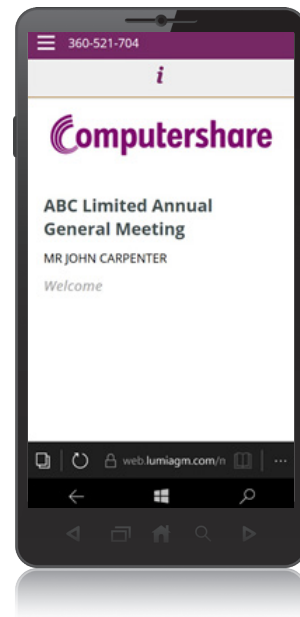 360-521-704
i
Computershare
ABC Limited Annual
General Meeting
MR JOHN CARPENTER
Welcome
web.lumiagm.com/n